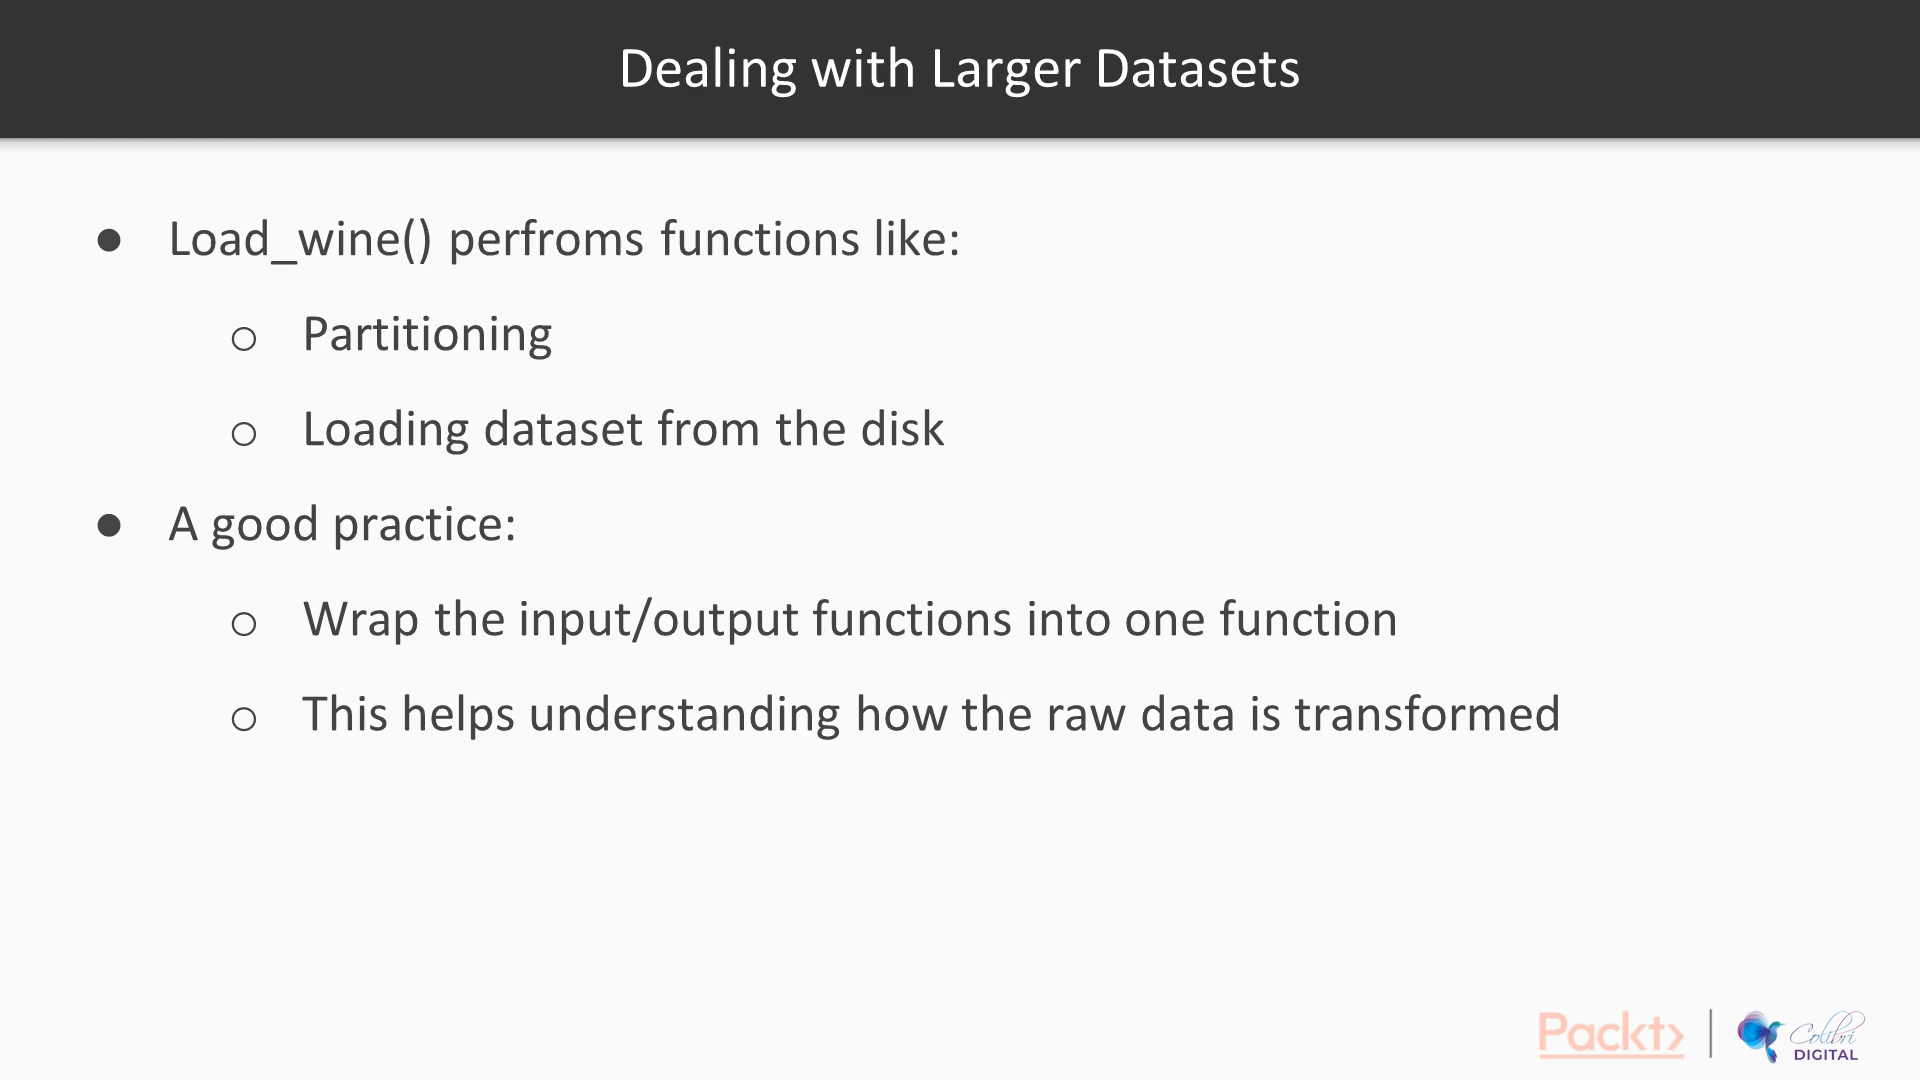 Dealing with Larger Datasets
● Load_wine() perfroms functions like:
○ Partitioning
○ Loading dataset from the disk
● A good practice:
○ Wrap the input/output functions into one function
○ This helps understanding how the raw data is transformed
Packt>
Colibri
DIGITAL